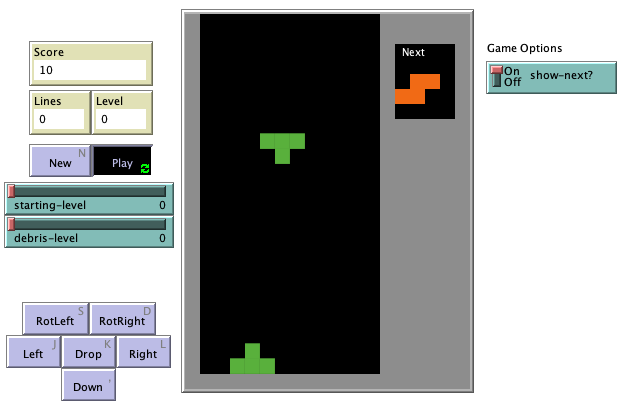 Score
10
Lines
0
Level
0
New
N
Play
starting-level 0
debris-level 0
RotLeft
S
RotRight
D
Left
J
Drop
K
Right
L
Down
,
Next
Game Options
On
Off
show-next?